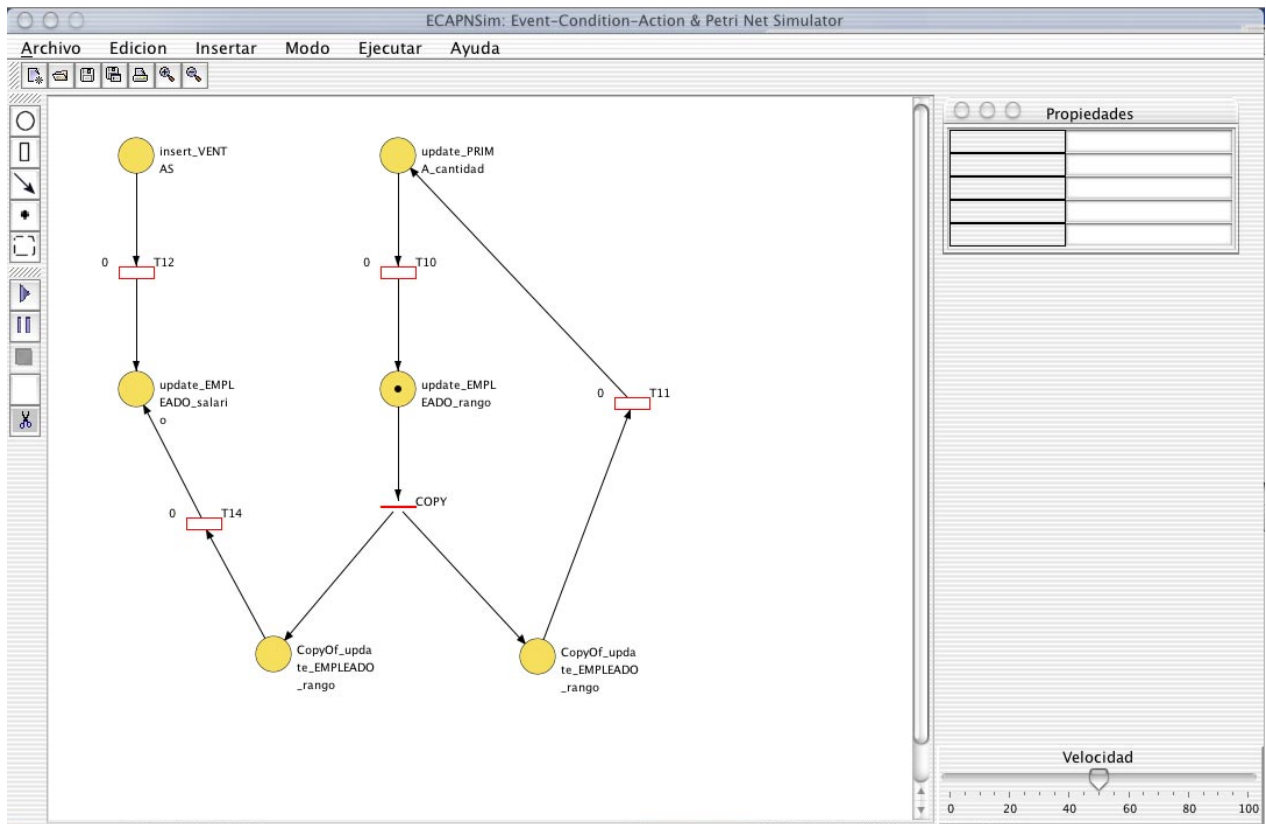 ECAPNSim: Event-Condition-Action & Petri Net Simulator
Archivo Edicion Insertar Modo Ejecutar Ayuda
Propiedades
insert_VENT
AS
update_PRIM
A_cantidad
0 T12
0 T10
update_EMPL
EADO_salari
o
update_EMPL
EADO_rango
0 T11
COPY
0 T14
CopyOf_upda
te_EMPLEADO
_rango
CopyOf_upda
te_EMPLEADO
_rango
Velocidad
0 20 40 60 80 100